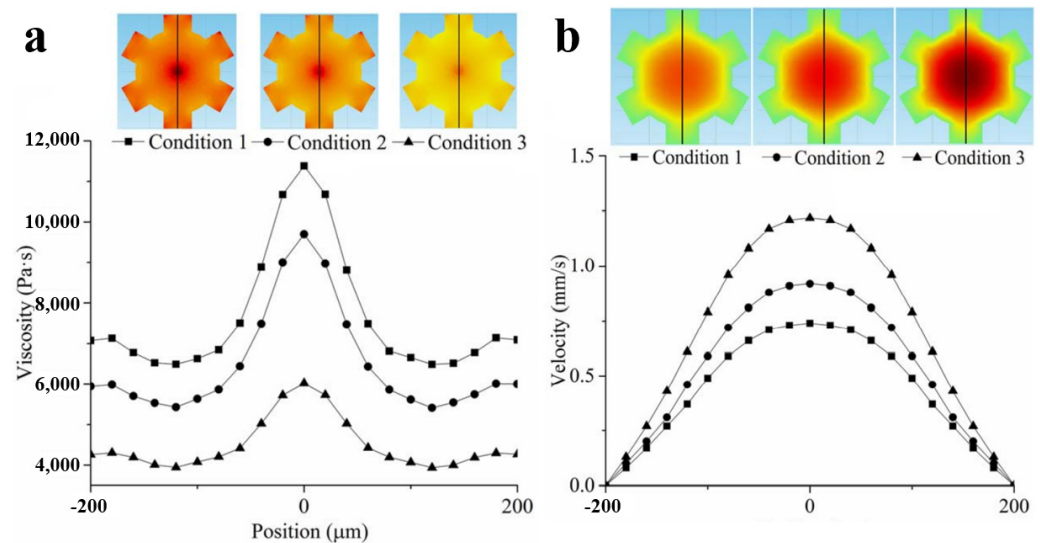 a
Condition 1 Condition 2 Condition 3
12,000
10,000
8,000
6,000
4,000
Viscosity (Pa·s)
-200 0 200
Position (μm)
b
Condition 1 Condition 2 Condition 3
1.5
1.0
0.5
0.0
Velocity (mm/s)
-200 0 200